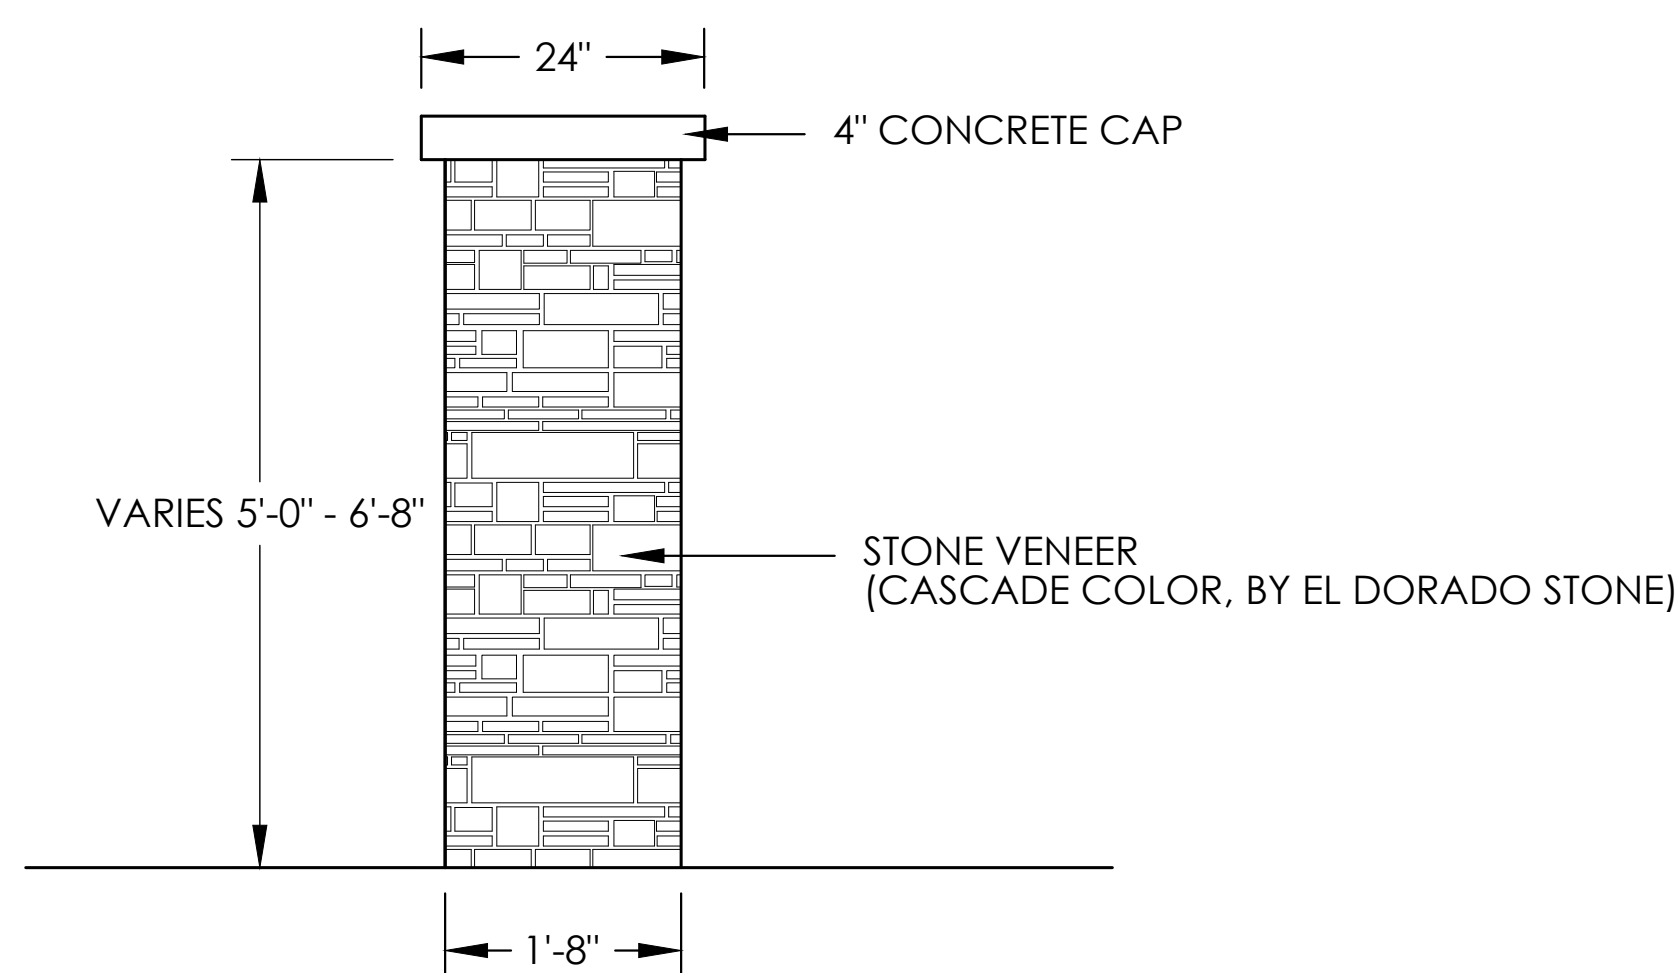 24"
4" CONCRETE CAP
VARIES 5'-0" - 6'-8"
STONE VENEER
(CASCADE COLOR, BY EL DORADO STONE)
1'-8"